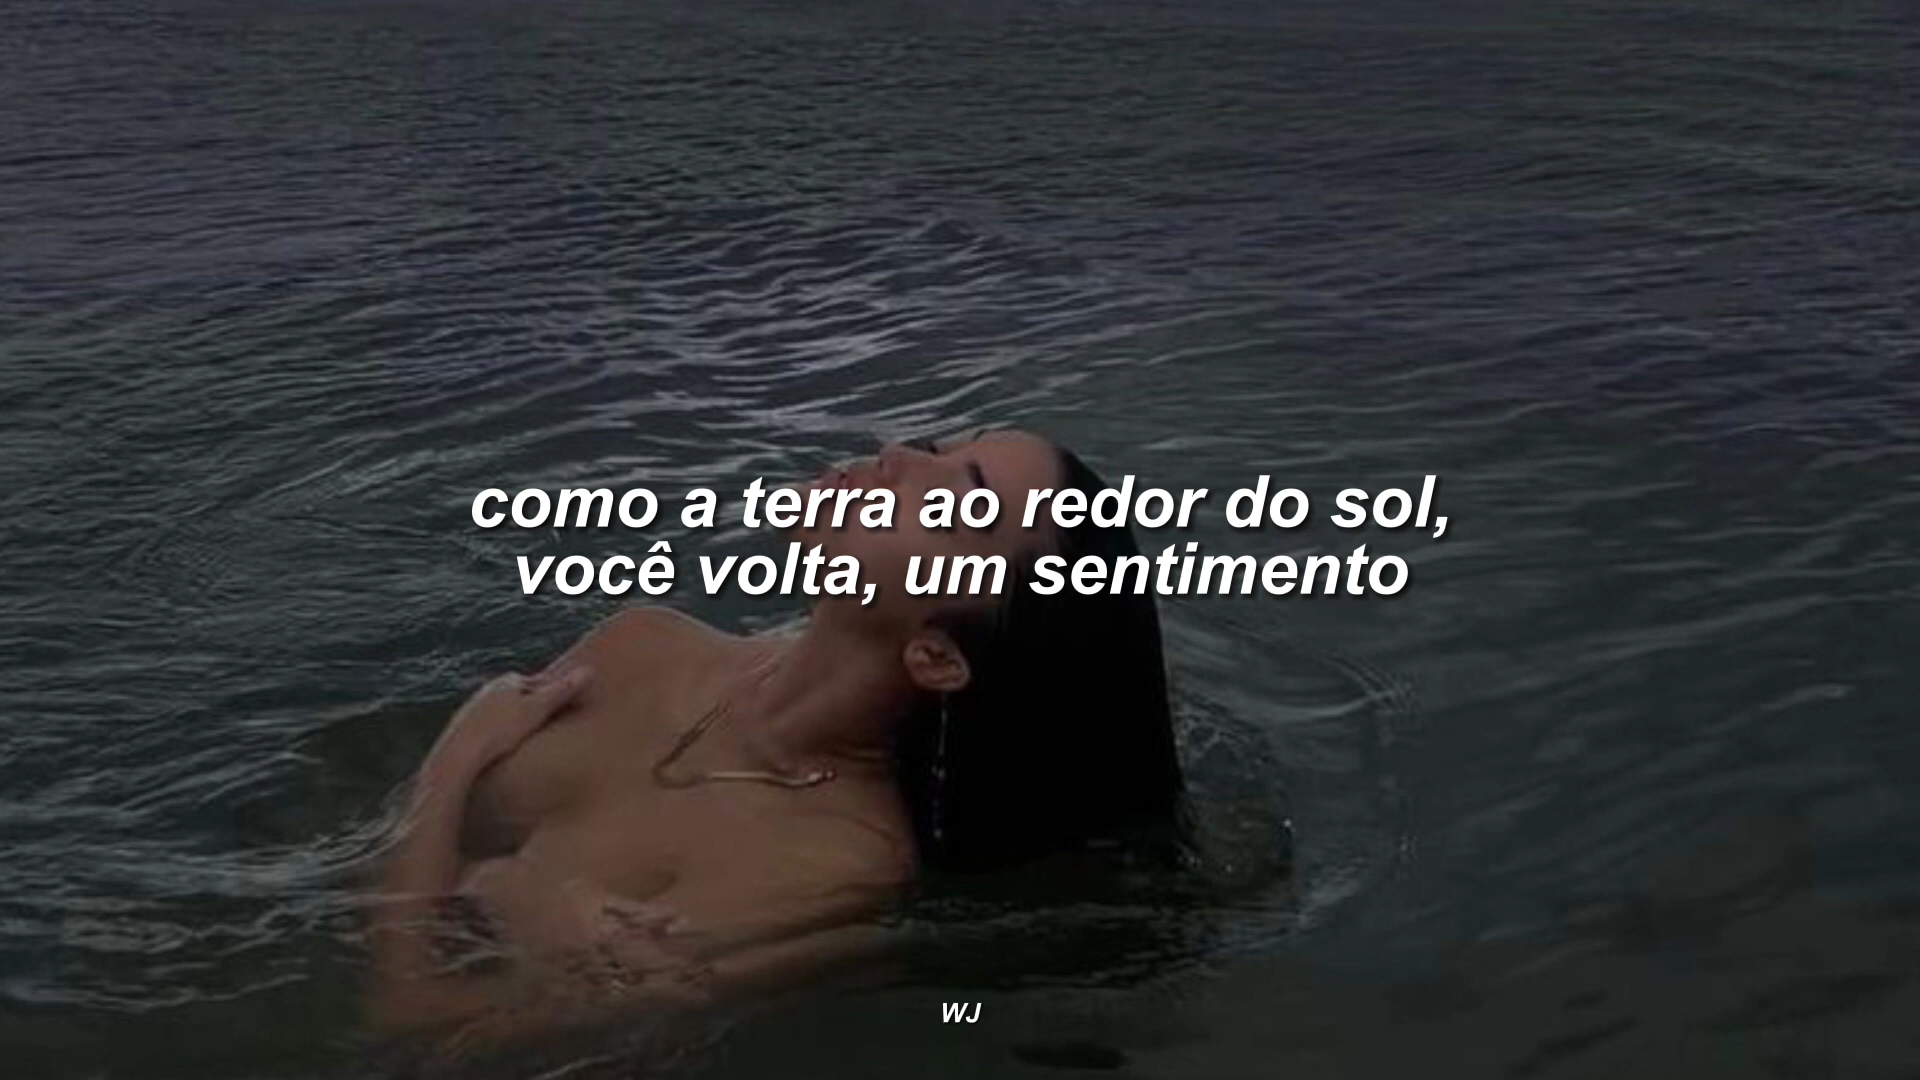 como a terra ao redor do sol,
você volta, um sentimento
WJ